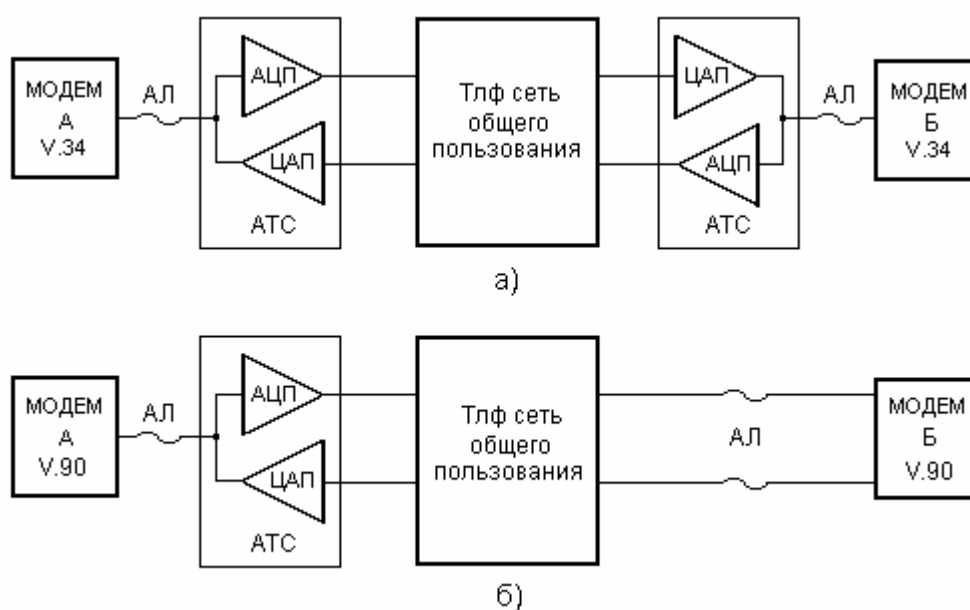 МОДЕМ
А
V.34
АЛ
АЦП
ЦАП
АТС
Тлф сеть
общего
пользования
ЦАП
АЦП
АТС
АЛ
МОДЕМ
Б
V.34
а)
МОДЕМ
А
V.90
АЛ
АЦП
ЦАП
АТС
Тлф сеть
общего
пользования
АЛ
МОДЕМ
Б
V.90
б)